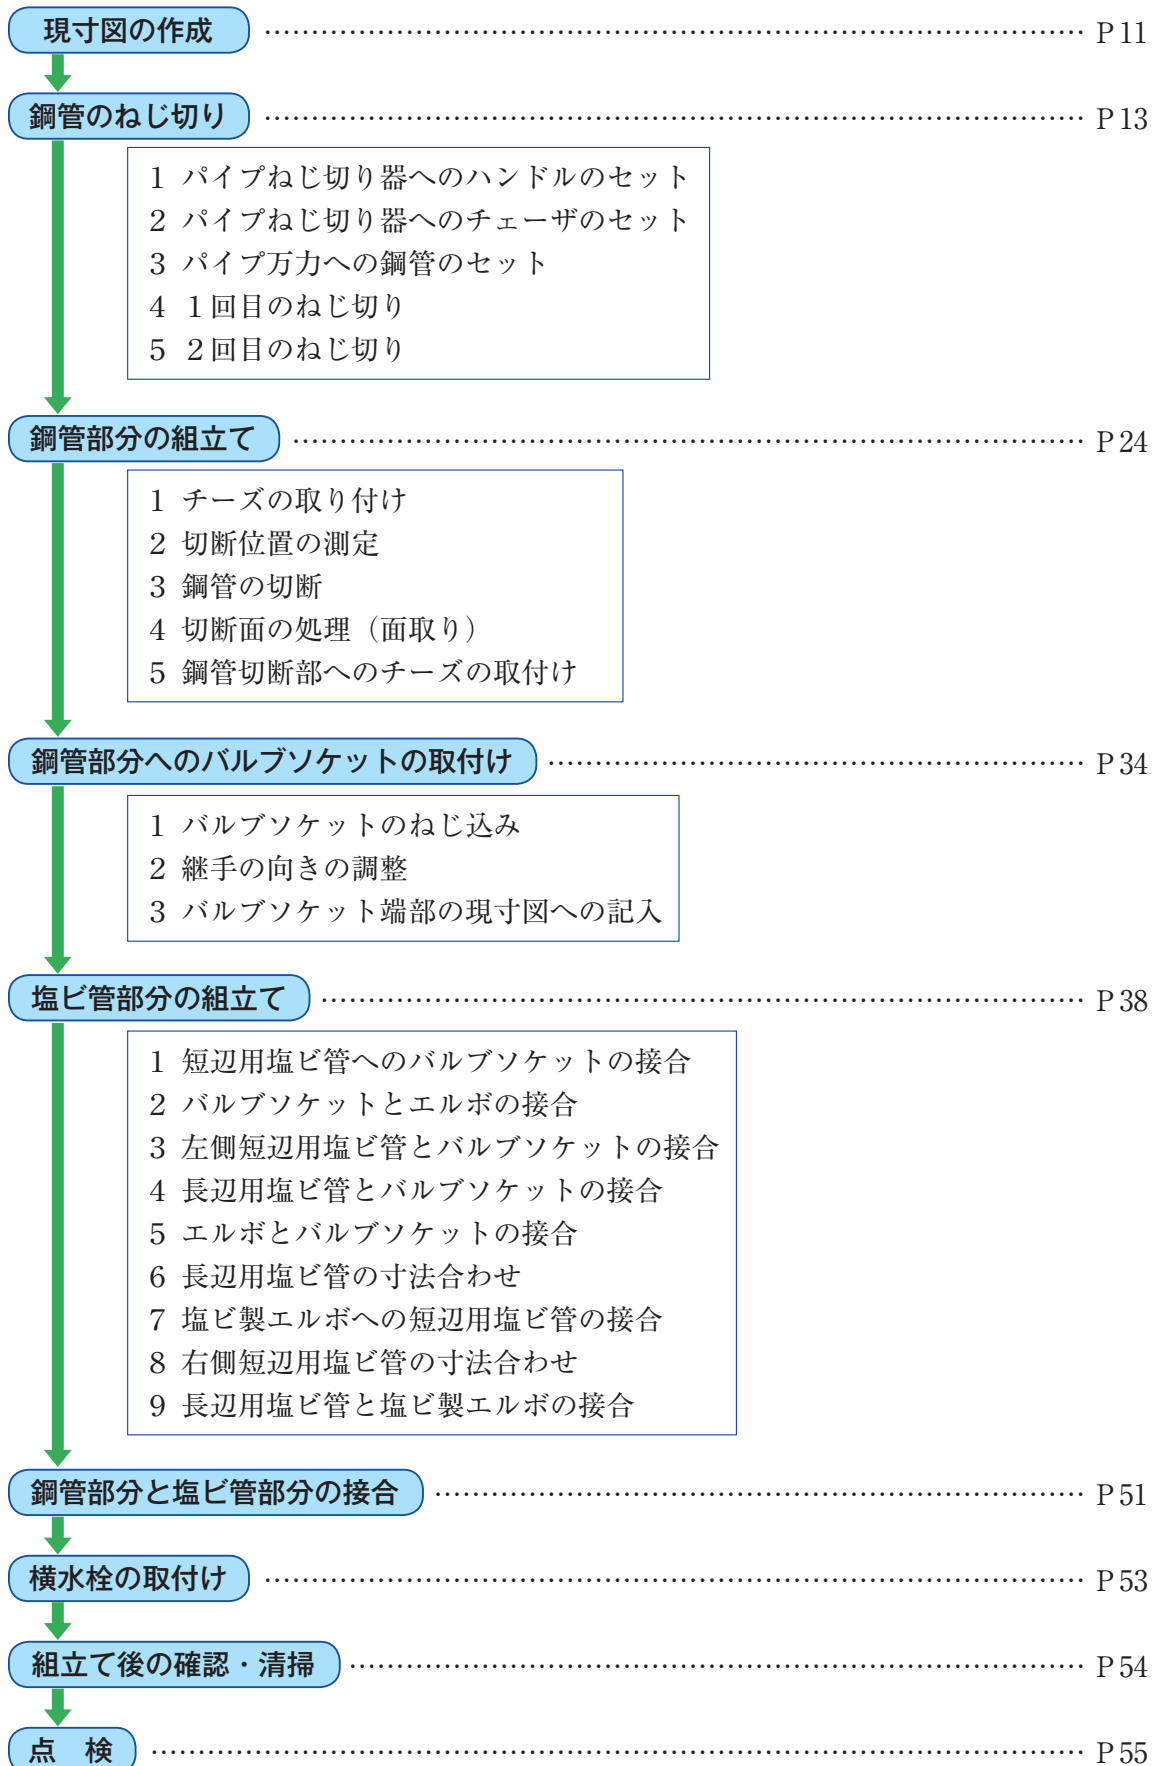 現寸図の作成 …………………………………………………………………………… P11
鋼管のねじ切り …………………………………………………………………………… P13
1 パイプねじ切り器へのハンドルのセット
2 パイプねじ切り器へのチェーザのセット
3 パイプ万力への鋼管のセット
4 １回目のねじ切り
5 ２回目のねじ切り
鋼管部分の組立て ………………………………………………………………………… P24
1 チーズの取り付け
2 切断位置の測定
3 鋼管の切断
4 切断面の処理（面取り）
5 鋼管切断部へのチーズの取付け
鋼管部分へのバルブソケットの取付け ………………………………………………… P34
1 バルブソケットのねじ込み
2 継手の向きの調整
3 バルブソケット端部の現寸図への記入
塩ビ管部分の組立て ……………………………………………………………………… P38
1 短辺用塩ビ管へのバルブソケットの接合
2 バルブソケットとエルボの接合
3 左側短辺用塩ビ管とバルブソケットの接合
4 長辺用塩ビ管とバルブソケットの接合
5 エルボとバルブソケットの接合
6 長辺用塩ビ管の寸法合わせ
7 塩ビ製エルボへの短辺用塩ビ管の接合
8 右側短辺用塩ビ管の寸法合わせ
9 長辺用塩ビ管と塩ビ製エルボの接合
鋼管部分と塩ビ管部分の接合 …………………………………………………………… P51
横水栓の取付け …………………………………………………………………………… P53
組立て後の確認・清掃 …………………………………………………………………… P54
点　検 ……………………………………………………………………………………… P55